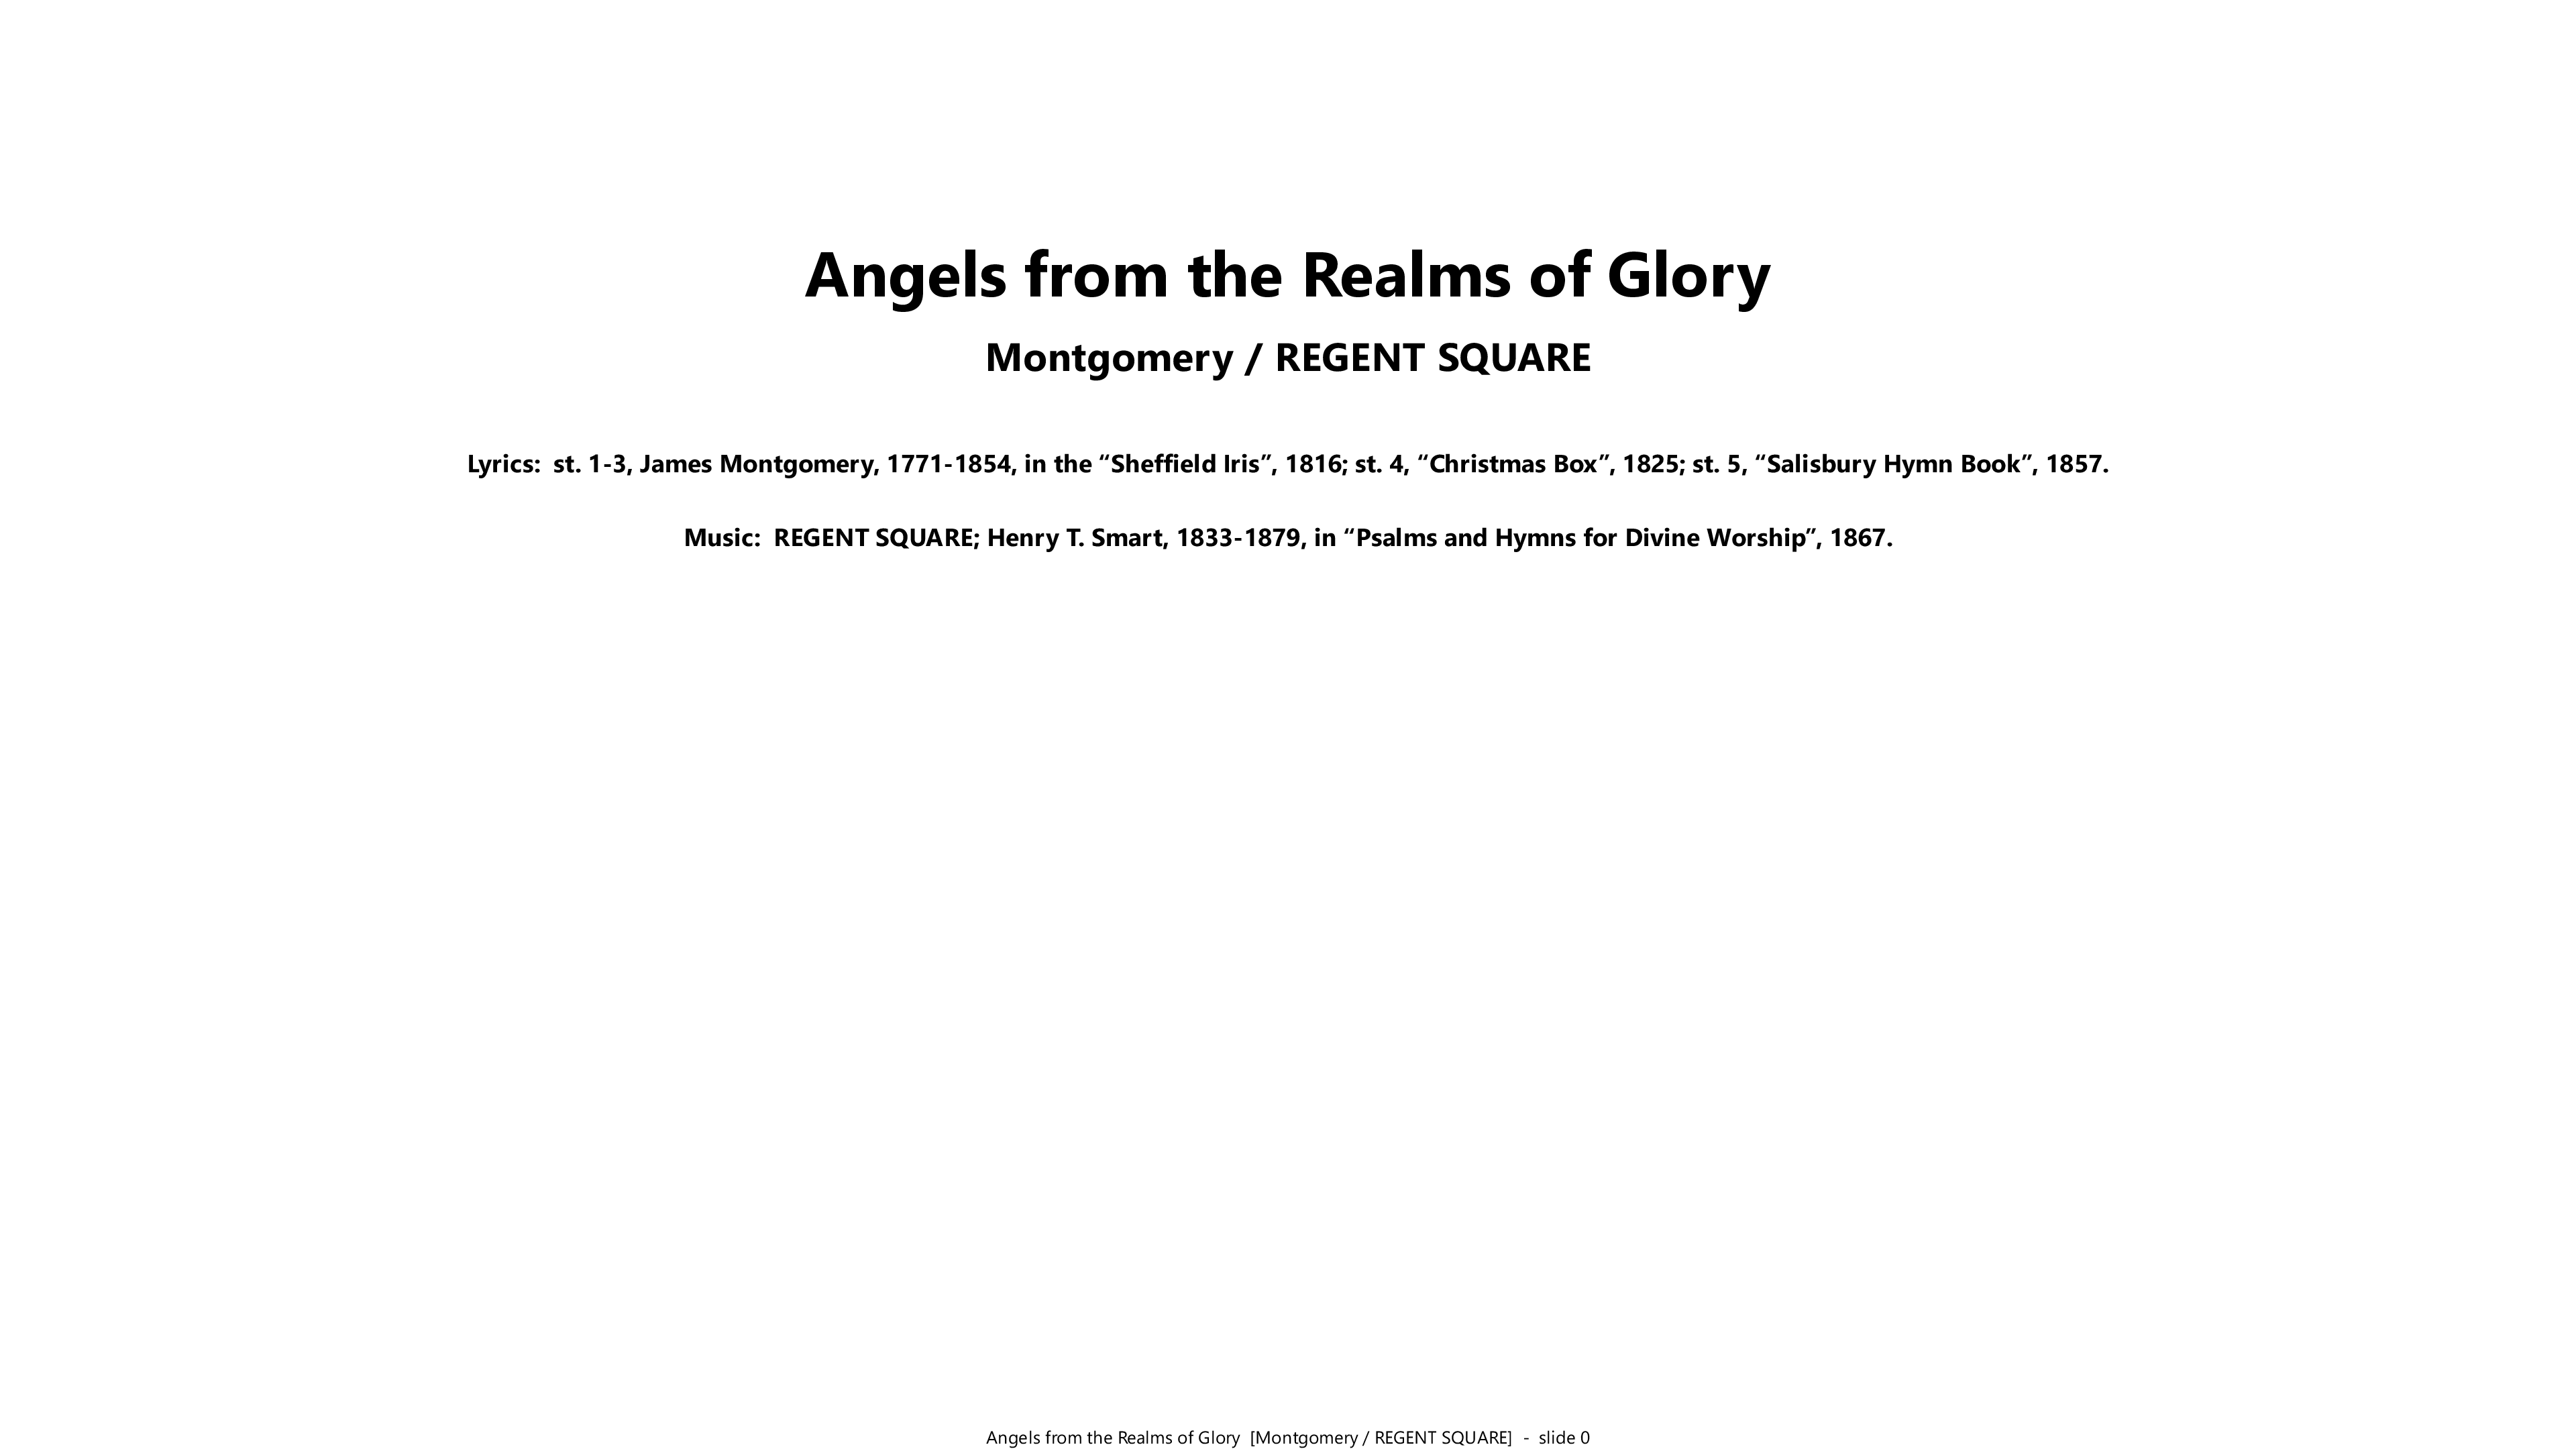 Angels from the Realms of Glory
Montgomery / REGENT SQUARE
Lyrics:  st. 1-3, James Montgomery, 1771-1854, in the “Sheffield Iris”, 1816; st. 4, “Christmas Box”, 1825; st. 5, “Salisbury Hymn Book”, 1857.
Music:  REGENT SQUARE; Henry T. Smart, 1833-1879, in “Psalms and Hymns for Divine Worship”, 1867.
Angels from the Realms of Glory  [Montgomery / REGENT SQUARE]  -  slide 0